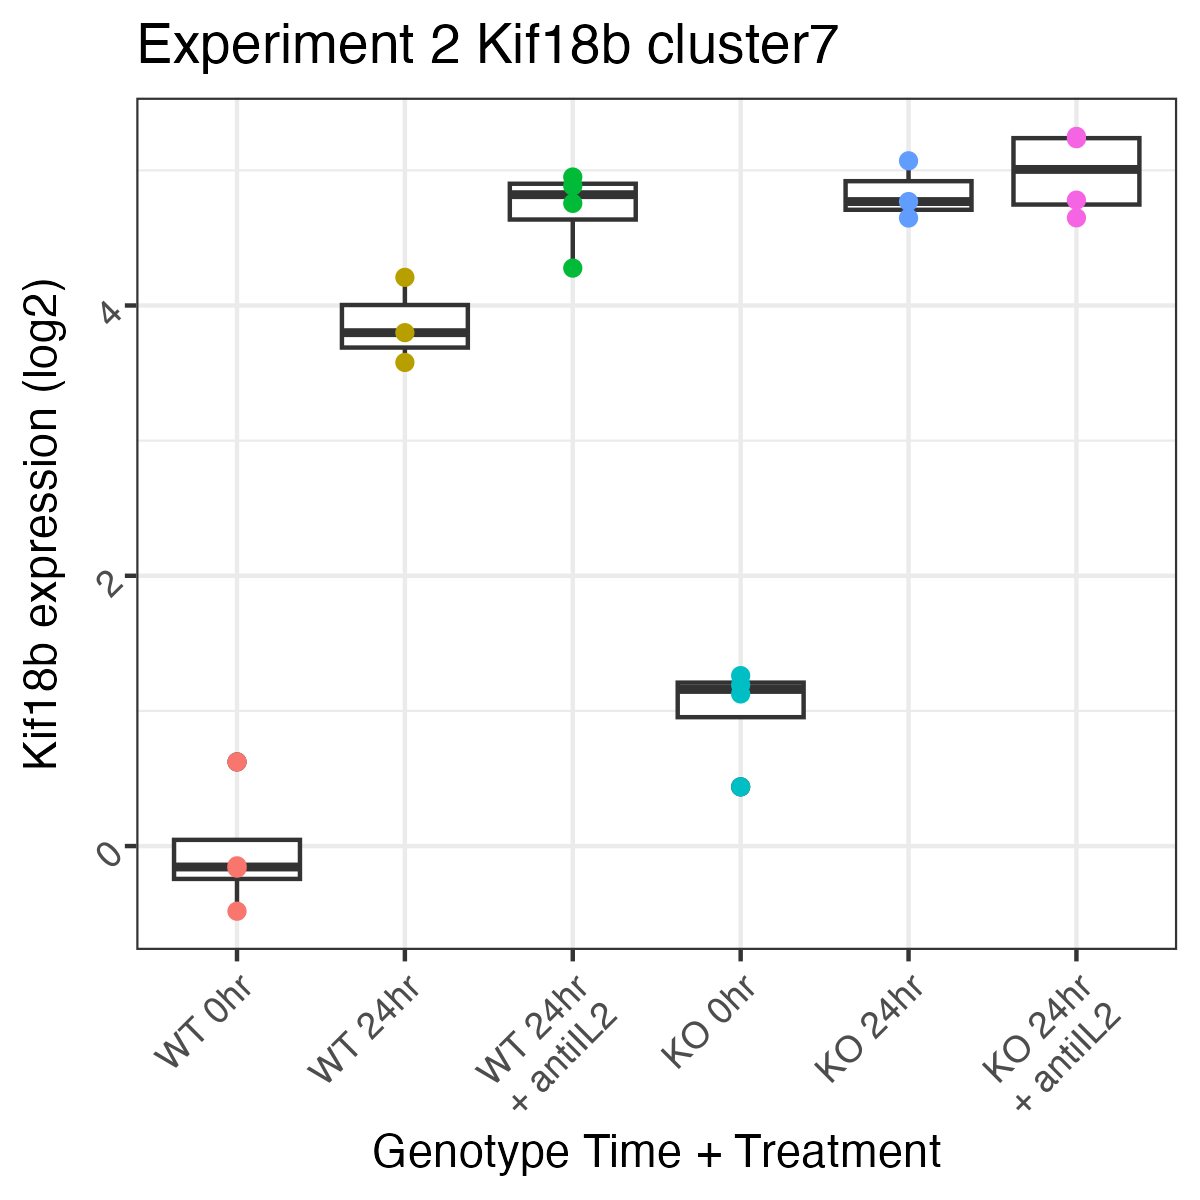 Experiment 2 Kif18b cluster7
Kif18b expression (log2)
4
2
0
WT 0hr
WT 24hr
WT 24hr
+ antiIL2
KO 0hr
KO 24hr
KO 24hr
+ antiIL2
Genotype Time + Treatment